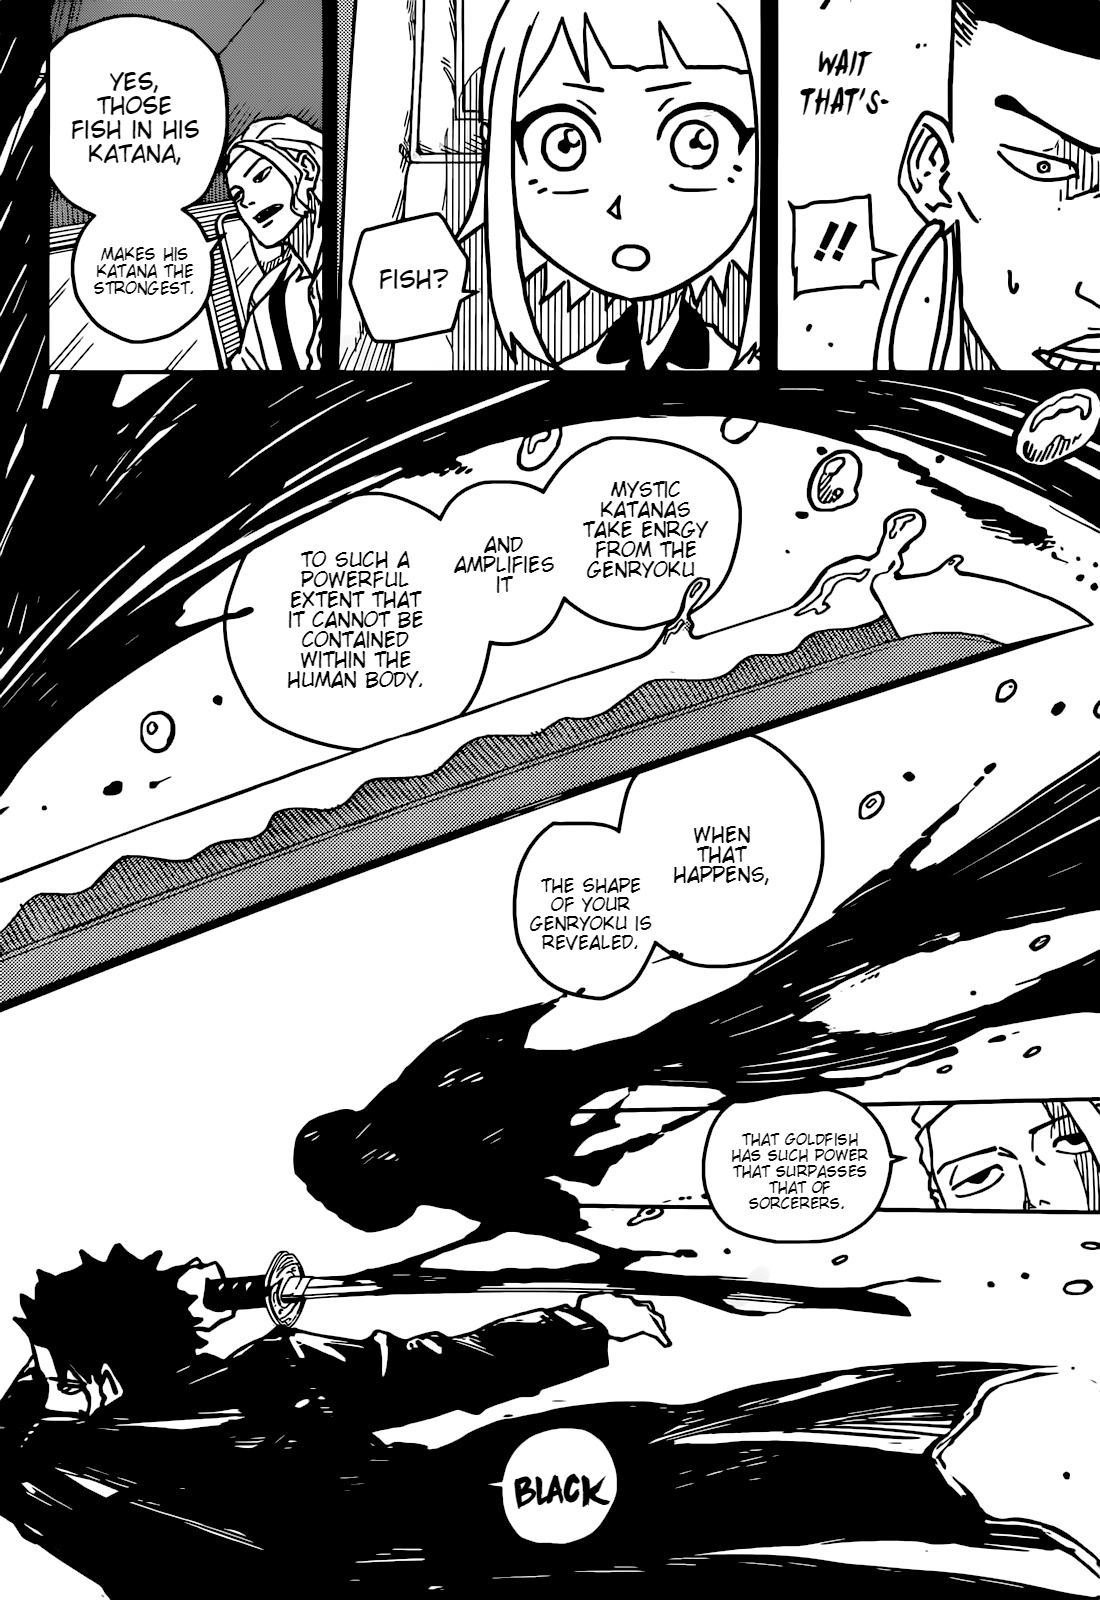 WAIT
THAT'S-
!!
FISH?
YES,
THOSE
FISH IN HIS
KATANA,
MAKES HIS
KATANA THE
STRONGEST.
MYSTIC
KATANAS
TAKE ENRGY
FROM THE
GENRYOKU
AND
AMPLIFIES
IT
TO SUCH A
POWERFUL
EXTENT THAT
IT CANNOT BE
CONTAINED
WITHIN THE
HUMAN BODY.
WHEN
THAT
HAPPENS,
THE SHAPE
OF YOUR
GENRYOKU IS
REVEALED.
THAT GOLDFISH
HAS SUCH POWER
THAT SURPASSES
THAT OF
SORCERERS.
BLACK